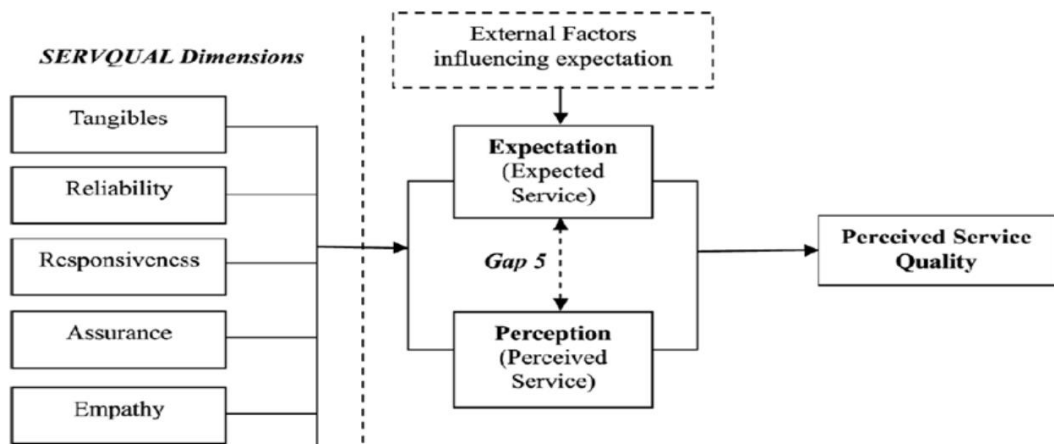 SERVQUAL Dimensions
Tangibles
Reliability
Responsiveness
Assurance
Empathy
External Factors
influencing expectation
Expectation
(Expected
Service)
Gap 5
Perception
(Perceived
Service)
Perceived Service
Quality